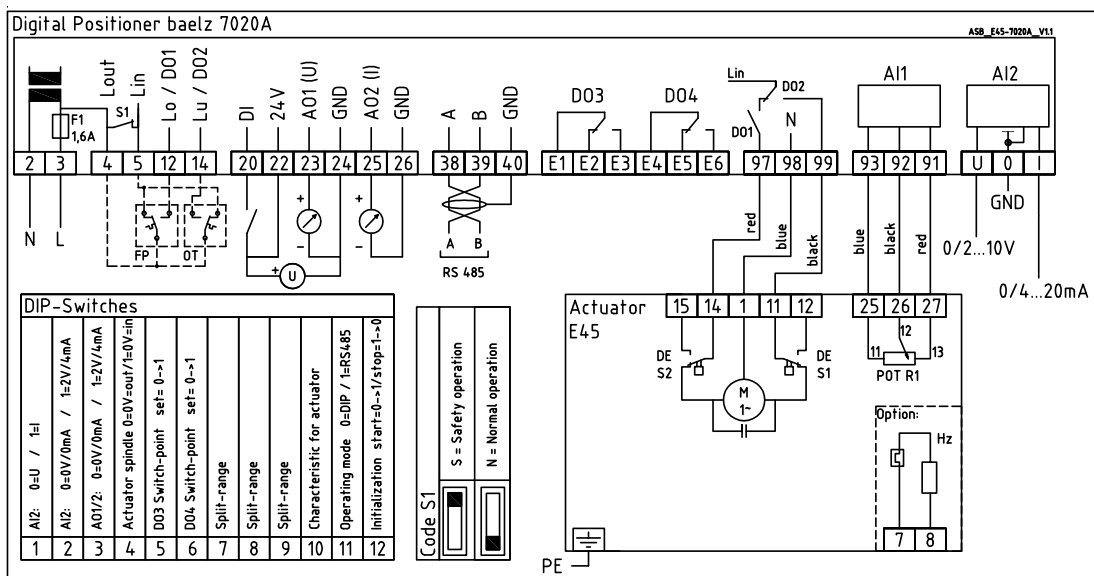 Digital Positioner baelz 7020A
ASB_E45-7020A_V1.1
F1
1,6A
Lout
S1
Lin
Lo / DO1
Lu / DO2
DI
24V
AO1 (U)
GND
AO2 (I)
GND
A
B
GND
DO3
DO4
Lin
DO2
DO1
N
AI1
AI2
2 3 4 5 12 14 20 22 23 24 25 26 38 39 40 E1 E2 E3 E4 E5 E6 97 98 99 93 92 91 U 0 I
N
L
FP
OT
+
-
+
-
+
U
A B
RS 485
red
blue
black
blue
black
red
GND
0/2...10V
0/4...20mA
DIP-Switches
AI2: 0=U / 1=I
AI2: 0=0V/0mA / 1=2V/4mA
AO1/2: 0=0V/0mA / 1=2V/4mA
Actuator spindle 0=0V=out/1=0V=in
DO3 Switch-point set= 0->1
DO4 Switch-point set= 0->1
Split-range
Split-range
Split-range
Characteristic for actuator
Operating mode 0=DIP / 1=RS485
Initialization start=0->1/stop=1->0
1 2 3 4 5 6 7 8 9 10 11 12
Code S1
S = Safety operation
N = Normal operation
Actuator
E45
15 14 1 11 12
25 26 27
DE
S2
DE
S1
M
1~
12
11
13
POT R1
Option:
Hz
7 8
PE